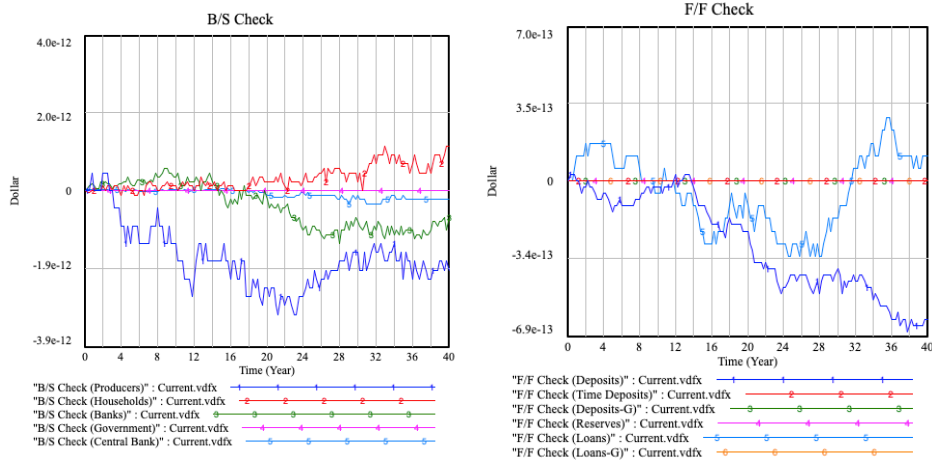 B/S Check
4.0e-12
2.0e-12
0
-1.9e-12
-3.9e-12
Dollar
0 4 8 12 16 20 24 28 32 36 40
Time (Year)
"B/S Check (Producers)" : Current.vdfx
"B/S Check (Households)" : Current.vdfx
"B/S Check (Banks)" : Current.vdfx
"B/S Check (Government)" : Current.vdfx
"B/S Check (Central Bank)" : Current.vdfx
F/F Check
7.0e-13
3.5e-13
0
-3.4e-13
-6.9e-13
Dollar
0 4 8 12 16 20 24 28 32 36 40
Time (Year)
"F/F Check (Deposits)" : Current.vdfx
"F/F Check (Time Deposits)" : Current.vdfx
"F/F Check (Deposits-G)" : Current.vdfx
"F/F Check (Reserves)" : Current.vdfx
"F/F Check (Loans)" : Current.vdfx
"F/F Check (Loans-G)" : Current.vdfx